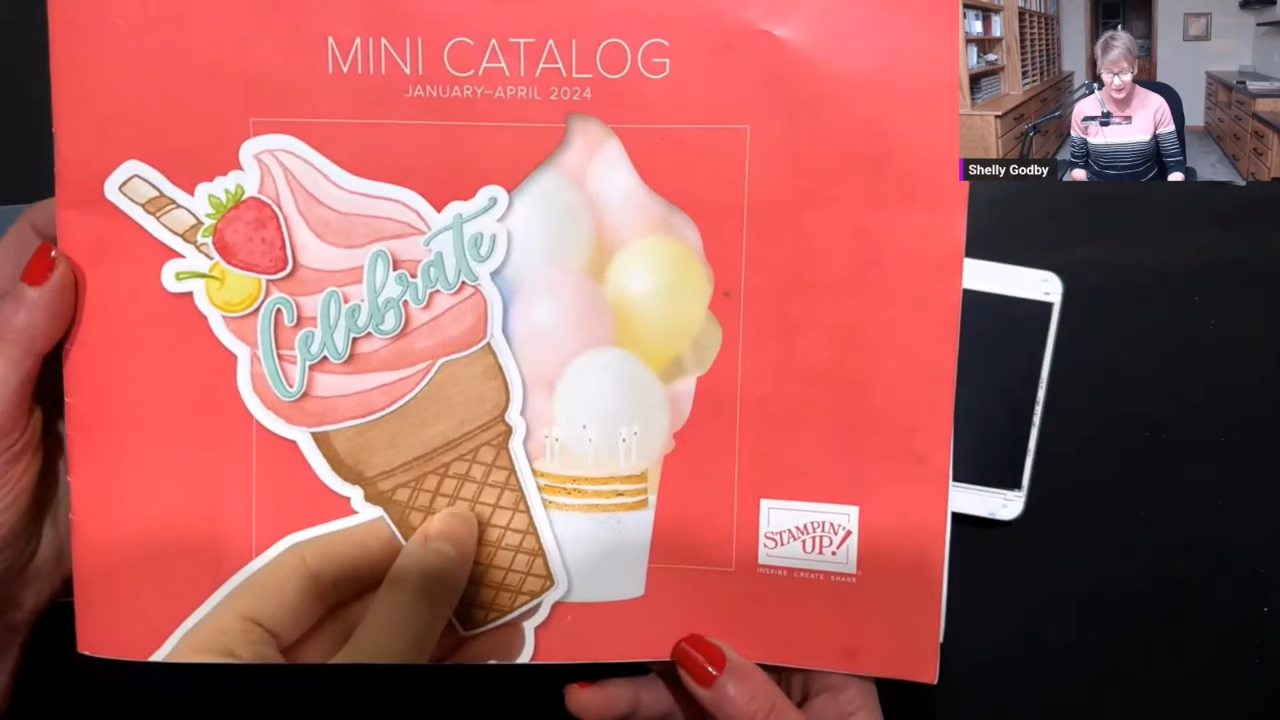 MINI CATALOG
JANUARY–APRIL 2024
Celebrate
STAMPIN'
UP!
INSPIRE CREATE SHARE
Shelly Godby